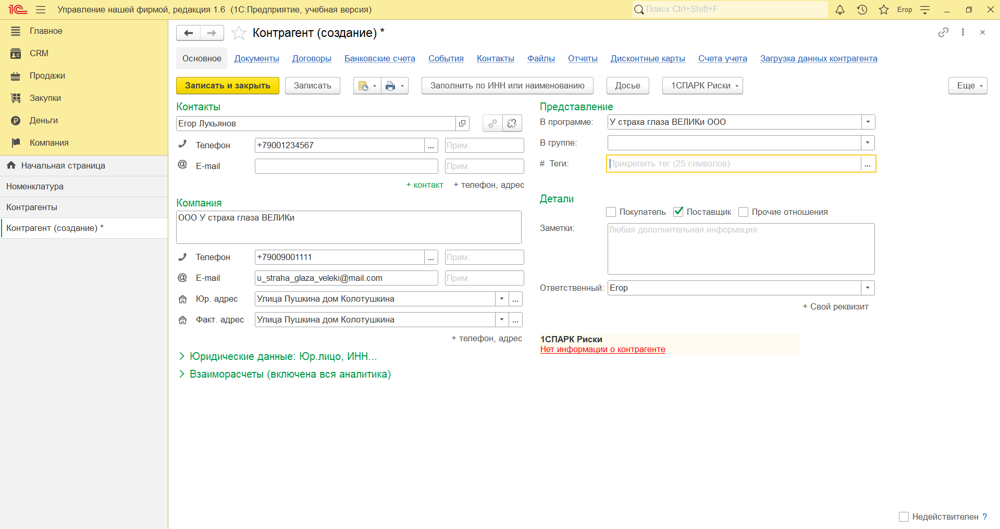 1С Управление нашей фирмой, редакция 1.6 (1С:Предприятие, учебная версия) Поиск Ctrl+Shift+F Егор
Главное
CRM
Продажи
Закупки
Деньги
Компания
Начальная страница
Номенклатура
Контрагенты
Контрагент (создание) *
Контрагент (создание) *
Основное Документы Договоры Банковские счета События Контакты Файлы Отчеты Дисконтные карты Счета учета Загрузка данных контрагента
Записать и закрыть Записать Заполнить по ИНН или наименованию Досье 1СПАРК Риски Еще
Контакты
Егор Лукьянов
Телефон +79001234567 ... Прим.
@ E-mail Прим.
+ контакт + телефон, адрес
Компания
ООО У страха глаза ВЕЛИКи
Телефон +79009001111 ... Прим.
@ E-mail u_straha_glaza_veleki@mail.com Прим.
Юр. адрес Улица Пушкина дом Колотушкина ...
Факт. адрес Улица Пушкина дом Колотушкина ...
+ телефон, адрес
Юридические данные: Юр.лицо, ИНН...
Взаиморасчеты (включена вся аналитика)
Представление
В программе: У страха глаза ВЕЛИКи ООО
В группе:
# Теги: Прикрепить тег (25 символов) ...
Детали
Покупатель Поставщик Прочие отношения
Заметки: Любая дополнительная информация
Ответственный: Егор
+ Свой реквизит
1СПАРК Риски
Нет информации о контрагенте
Недействителен ?